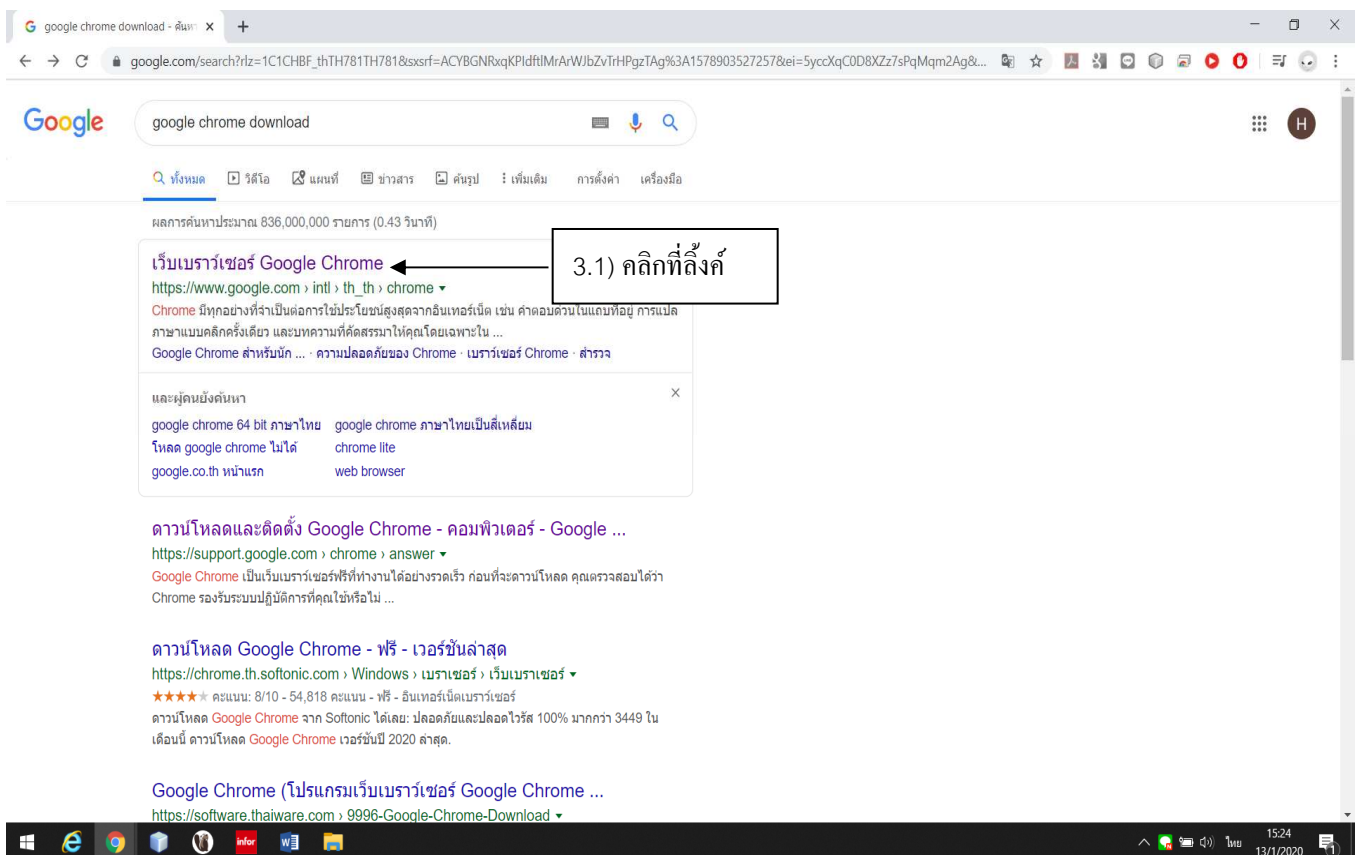 google chrome download - ค้นหา
google.com/search?rlz=1C1CHBF_thTH781TH781&sxsrf=ACYBGNRxqKPIdftlMrArWJbZvTrHPgzTAg%3A1578903527257&ei=5yccXqC0D8XZz7sPqMqm2Ag&...
Google
google chrome download
H
ทั้งหมด วิดีโอ แผนที่ ข่าวสาร ค้นรูป เพิ่มเติม การตั้งค่า เครื่องมือ
ผลการค้นหาประมาณ 836,000,000 รายการ (0.43 วินาที)
เว็บเบราว์เซอร์ Google Chrome
3.1) คลิกที่ลิ้งค์
https://www.google.com › intl › th_th › chrome
Chrome มีทุกอย่างที่จำเป็นต่อการใช้ประโยชน์สูงสุดจากอินเทอร์เน็ต เช่น คำตอบด่วนในแถบที่อยู่ การแปล
ภาษาแบบคลิกครั้งเดียว และบทความที่คัดสรรมาให้คุณโดยเฉพาะใน ...
Google Chrome สำหรับนัก ... · ความปลอดภัยของ Chrome · เบราว์เซอร์ Chrome · สำรวจ
และผู้คนยังค้นหา
google chrome 64 bit ภาษาไทย google chrome ภาษาไทยเป็นสี่เหลี่ยม
โหลด google chrome ไม่ได้ chrome lite
google.co.th หน้าแรก web browser
ดาวน์โหลดและติดตั้ง Google Chrome - คอมพิวเตอร์ - Google ...
https://support.google.com › chrome › answer
Google Chrome เป็นเว็บเบราว์เซอร์ฟรีที่ทำงานได้อย่างรวดเร็ว ก่อนที่จะดาวน์โหลด คุณตรวจสอบได้ว่า
Chrome รองรับระบบปฏิบัติการที่คุณใช้หรือไม่ ...
ดาวน์โหลด Google Chrome - ฟรี - เวอร์ชันล่าสุด
https://chrome.th.softonic.com › Windows › เบราเซอร์ › เว็บเบราเซอร์
คะแนน: 8/10 - 54,818 คะแนน - ฟรี - อินเทอร์เน็ตเบราว์เซอร์
ดาวน์โหลด Google Chrome จาก Softonic ได้เลย: ปลอดภัยและปลอดไวรัส 100% มากกว่า 3449 ใน
เดือนนี้ ดาวน์โหลด Google Chrome เวอร์ชันปี 2020 ล่าสุด.
Google Chrome (โปรแกรมเว็บเบราว์เซอร์ Google Chrome ...
https://software.thaiware.com › 9996-Google-Chrome-Download
infor
ไทย
15:24
13/1/2020